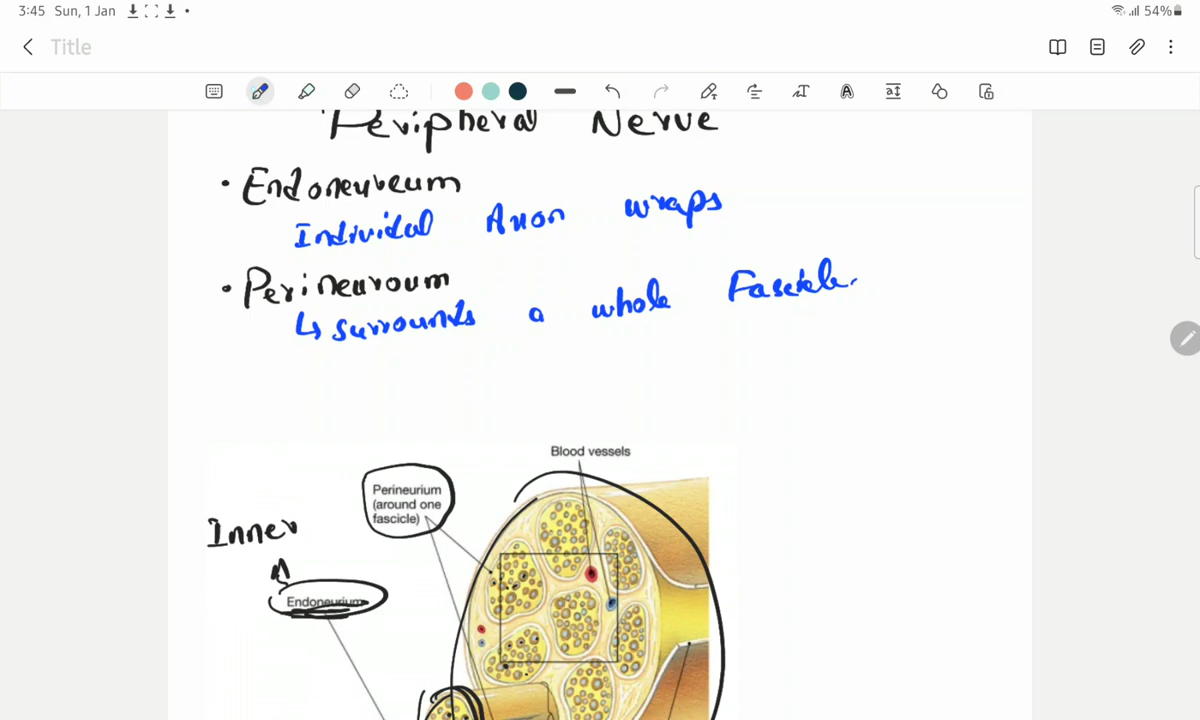 3:45 Sun, 1 Jan
54%
Title
Peripheral Nerve
• Endoneureum
Individal Axon wraps
• Perineuroum
↳ surrounds a whole Fascicle.
Blood vessels
Perineurium
(around one
fascicle)
Inner
Endoneurium